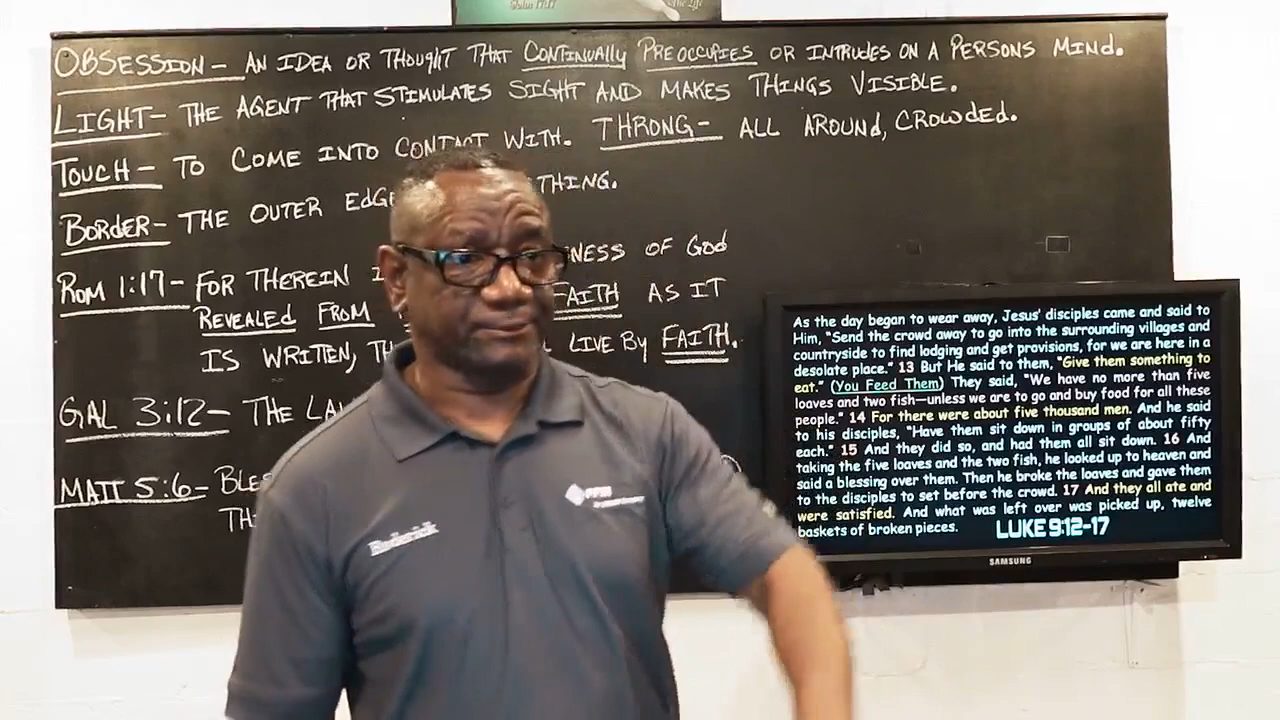 John 17:17
The Life
OBSESSION - AN IDEA OR THOUGHT THAT CONTINUALLY PREOCCUPIES OR INTRUDES ON A PERSONS MIND.
LIGHT - THE AGENT THAT STIMULATES SIGHT AND MAKES THINGS VISIBLE.
TOUCH - TO COME INTO CONTACT WITH. THRONG - ALL AROUND, CROWDED.
BORDER - THE OUTER EDGE THING.
ROM 1:17 - FOR THEREIN NESS OF GOD
REVEALED FROM FAITH AS IT
IS WRITTEN, LIVE BY FAITH.
GAL 3:12 - THE
MATT 5:6 -
As the day began to wear away, Jesus' disciples came and said to
Him, "Send the crowd away to go into the surrounding villages and
countryside to find lodging and get provisions, for we are here in a
desolate place." 13 But He said to them, "Give them something to
eat." (You Feed Them) They said, "We have no more than five
loaves and two fish—unless we are to go and buy food for all these
people." 14 For there were about five thousand men. And he said
to his disciples, "Have them sit down in groups of about fifty
each." 15 And they did so, and had them all sit down. 16 And
taking the five loaves and the two fish, he looked up to heaven and
said a blessing over them. Then he broke the loaves and gave them
to the disciples to set before the crowd. 17 And they all ate and
were satisfied. And what was left over was picked up, twelve
baskets of broken pieces. LUKE 9:12-17
SAMSUNG
Roderick